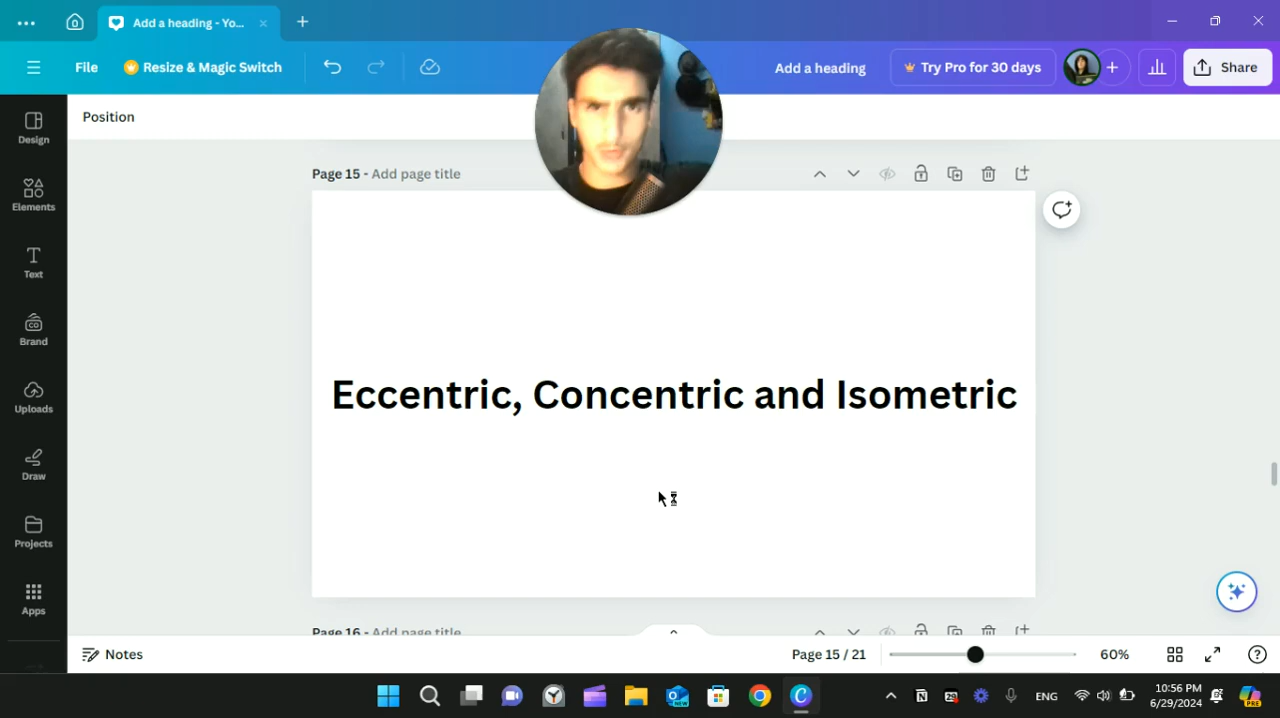 Add a heading - Yo...
File
Resize & Magic Switch
Add a heading
Try Pro for 30 days
Share
Position
Design
Elements
Text
Brand
Uploads
Draw
Projects
Apps
Page 15 - Add page title
Eccentric, Concentric and Isometric
Page 16 - Add page title
Notes
Page 15 / 21
60%
ENG
10:56 PM
6/29/2024